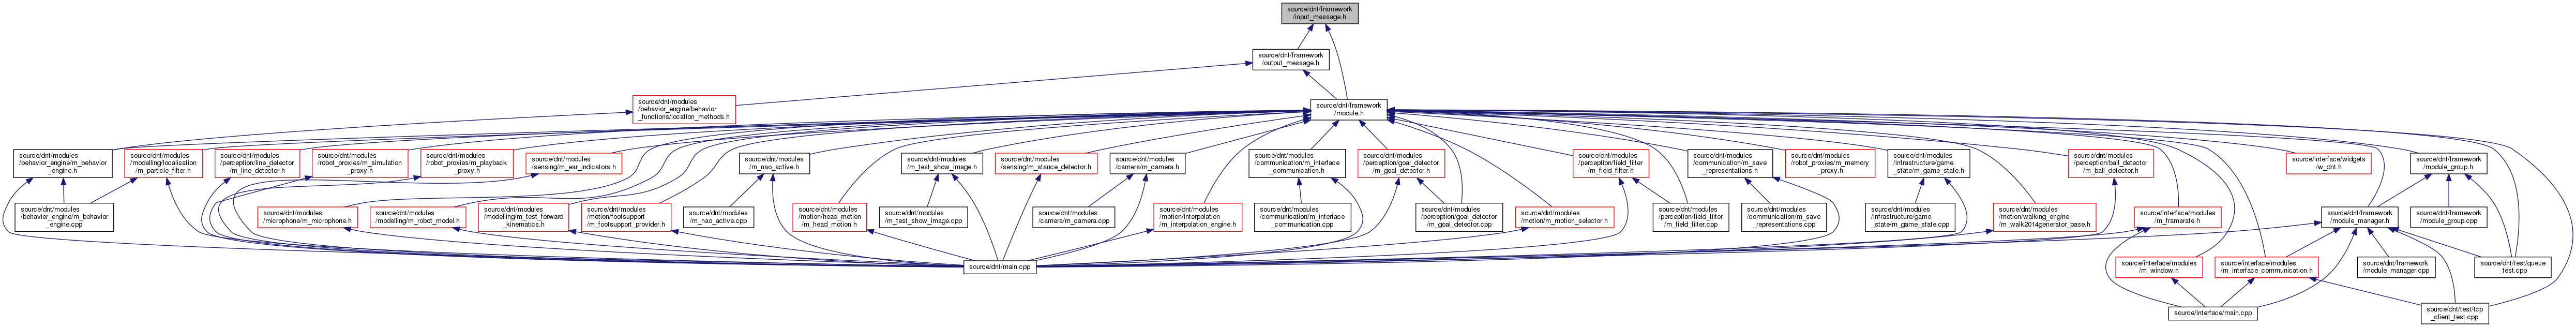 source/dnt/framework
/input_message.h
source/dnt/framework
/output_message.h
source/dnt/modules
/behavior_engine/behavior
_functions/location_methods.h
source/dnt/framework
/module.h
source/dnt/modules
/behavior_engine/m_behavior
_engine.h
source/dnt/modules
/modelling/localisation
/m_particle_filter.h
source/dnt/modules
/perception/line_detector
/m_line_detector.h
source/dnt/modules
/robot_proxies/m_simulation
_proxy.h
source/dnt/modules
/robot_proxies/m_playback
_proxy.h
source/dnt/modules
/sensing/m_ear_indicators.h
source/dnt/modules
/m_nao_active.h
source/dnt/modules
/m_test_show_image.h
source/dnt/modules
/sensing/m_stance_detector.h
source/dnt/modules
/camera/m_camera.h
source/dnt/modules
/communication/m_interface
_communication.h
source/dnt/modules
/perception/goal_detector
/m_goal_detector.h
source/dnt/modules
/perception/field_filter
/m_field_filter.h
source/dnt/modules
/communication/m_save
_representations.h
source/dnt/modules
/robot_proxies/m_memory
_proxy.h
source/dnt/modules
/infrastructure/game
_state/m_game_state.h
source/dnt/modules
/perception/ball_detector
/m_ball_detector.h
source/interface/widgets
/w_dnt.h
source/dnt/framework
/module_group.h
source/dnt/modules
/behavior_engine/m_behavior
_engine.cpp
source/dnt/modules
/microphone/m_microphone.h
source/dnt/modules
/modelling/m_robot_model.h
source/dnt/modules
/modelling/m_test_forward
_kinematics.h
source/dnt/modules
/motion/footsupport
/m_footsupport_provider.h
source/dnt/modules
/m_nao_active.cpp
source/dnt/modules
/motion/head_motion
/m_head_motion.h
source/dnt/modules
/m_test_show_image.cpp
source/dnt/modules
/camera/m_camera.cpp
source/dnt/modules
/motion/interpolation
/m_interpolation_engine.h
source/dnt/modules
/communication/m_interface
_communication.cpp
source/dnt/modules
/perception/goal_detector
/m_goal_detector.cpp
source/dnt/modules
/motion/m_motion_selector.h
source/dnt/modules
/perception/field_filter
/m_field_filter.cpp
source/dnt/modules
/communication/m_save
_representations.cpp
source/dnt/modules
/infrastructure/game
_state/m_game_state.cpp
source/dnt/modules
/motion/walking_engine
/m_walk2014generator_base.h
source/interface/modules
/m_framerate.h
source/dnt/framework
/module_manager.h
source/dnt/framework
/module_group.cpp
source/dnt/main.cpp
source/interface/modules
/m_window.h
source/interface/modules
/m_interface_communication.h
source/dnt/framework
/module_manager.cpp
source/dnt/test/queue
_test.cpp
source/interface/main.cpp
source/dnt/test/tcp
_client_test.cpp